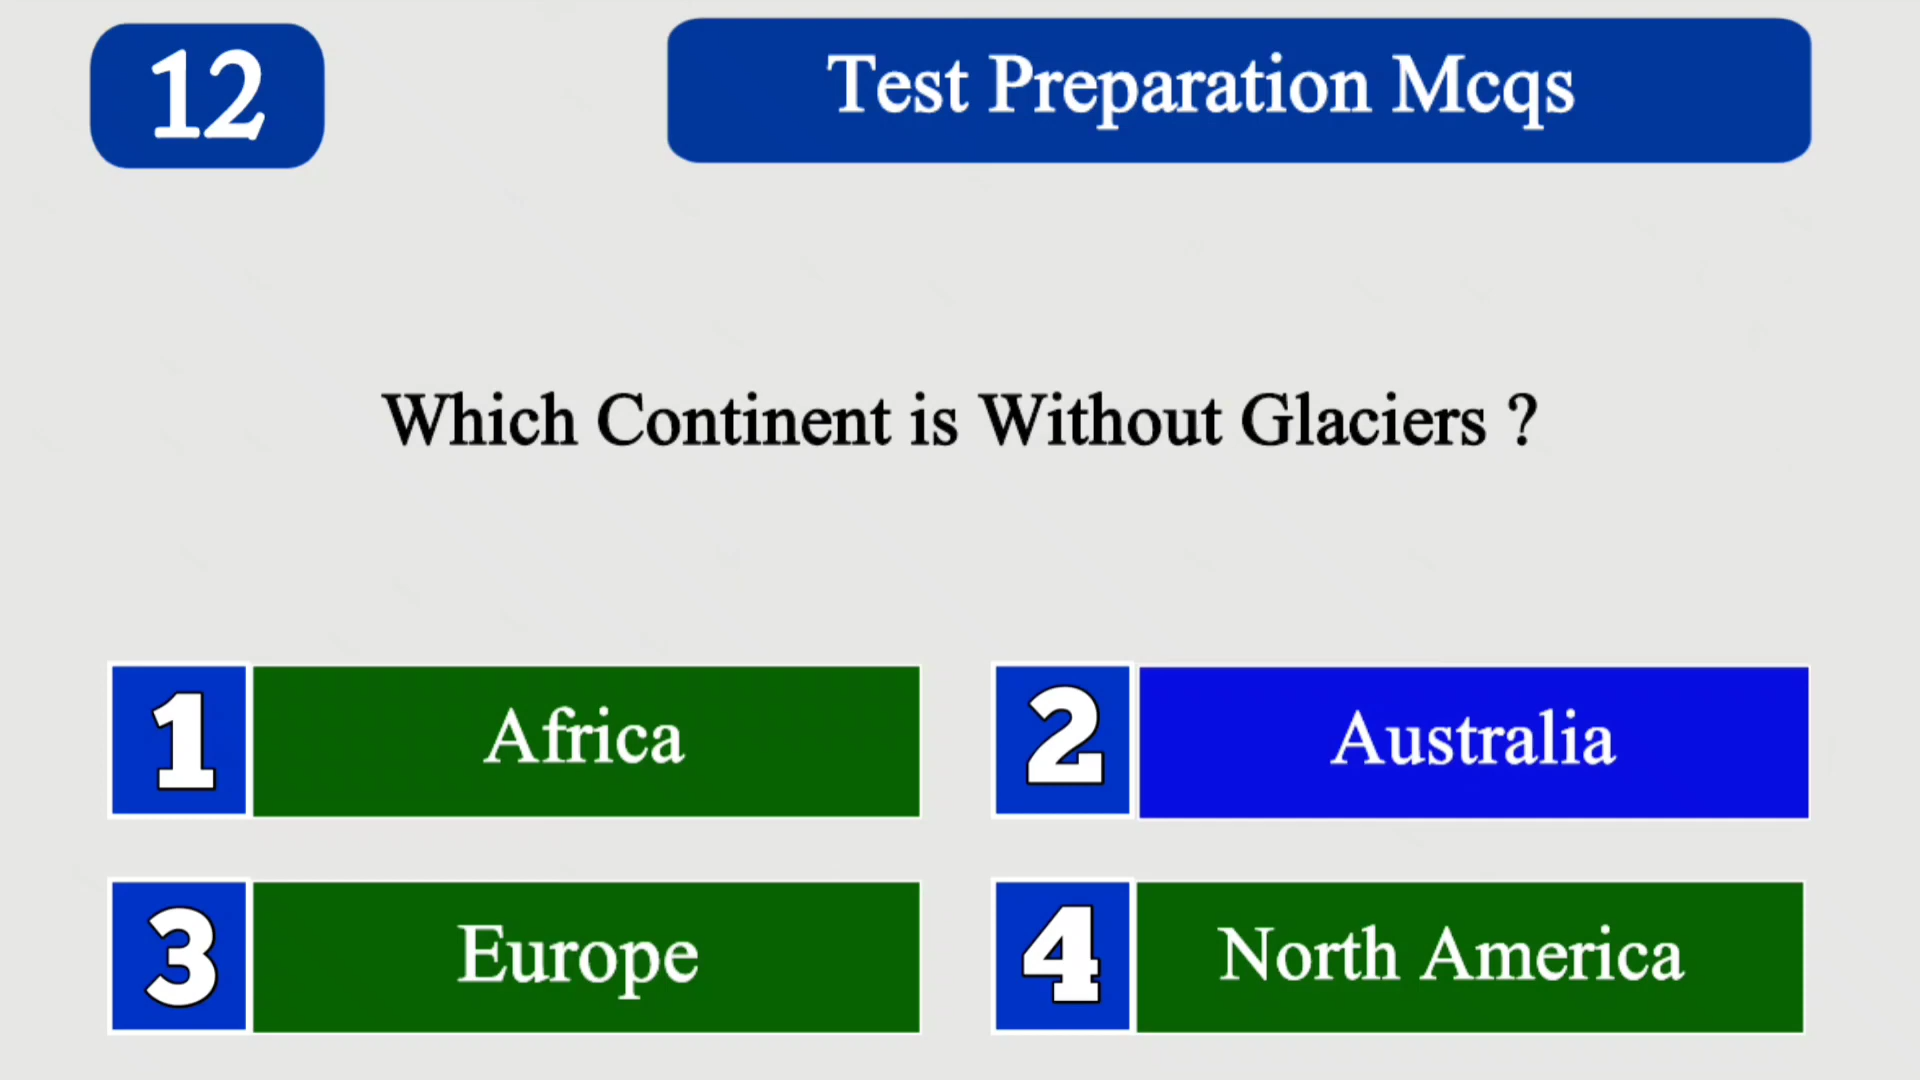 12
Test Preparation Mcqs
Which Continent is Without Glaciers ?
1 Africa
2 Australia
3 Europe
4 North America